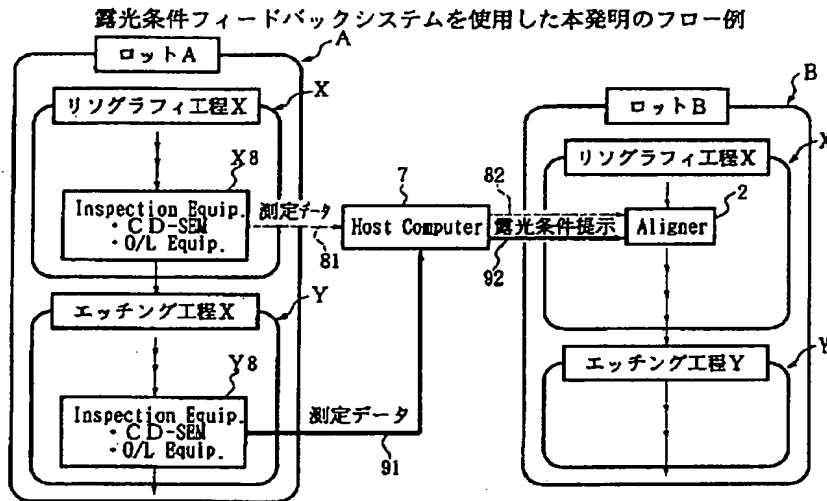 露光条件フィードバックシステムを使用した本発明のフロー例
A
ロットA
リソグラフィ工程X
X
X8
Inspection Equip.
・CD-SEM
・O/L Equip.
測定データ
81
エッチング工程X
Y
Y8
Inspection Equip.
・CD-SEM
・O/L Equip.
測定データ
91
7
Host Computer
82
露光条件提示
92
B
ロットB
リソグラフィ工程X
X
2
Aligner
エッチング工程Y
Y